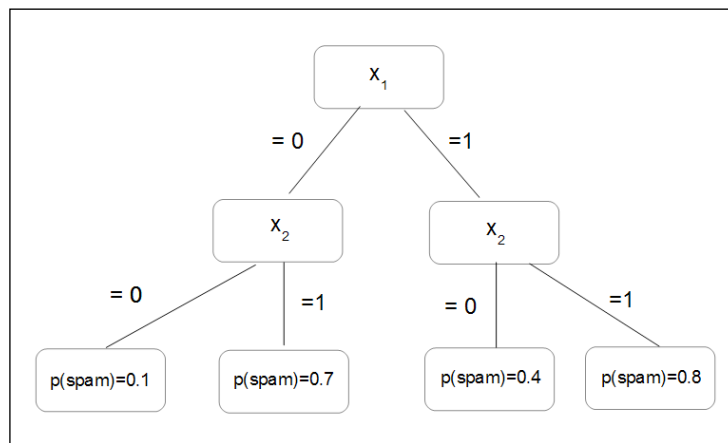 x₁
= 0
=1
x₂
x₂
= 0
=1
= 0
=1
p(spam)=0.1
p(spam)=0.7
p(spam)=0.4
p(spam)=0.8